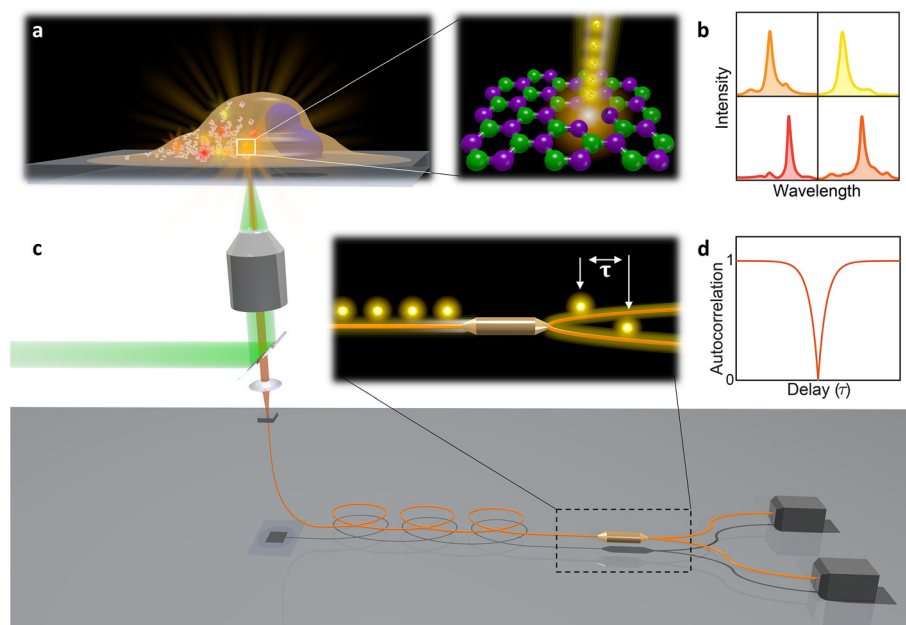 a
b
Intensity
Wavelength
c
τ
d
Autocorrelation
1
0
Delay (τ)